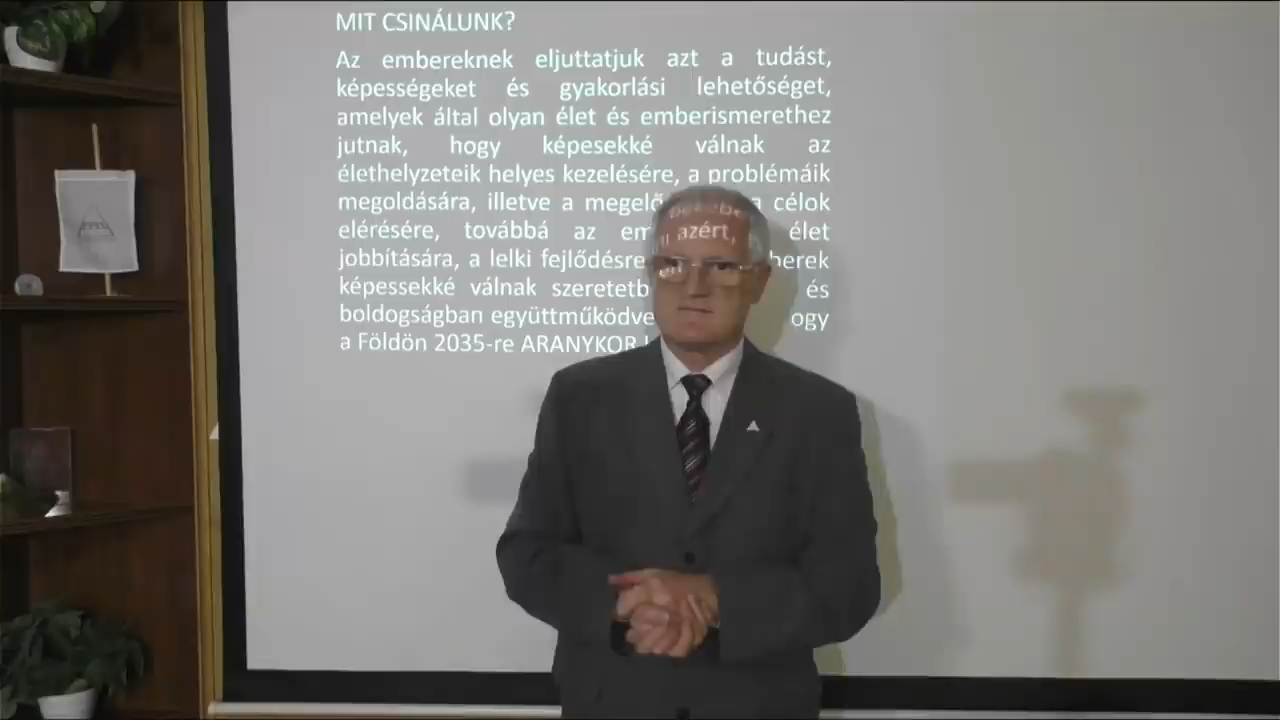 MIT CSINÁLUNK?
Az embereknek eljuttatjuk azt a tudást,
képességeket és gyakorlási lehetőséget,
amelyek által olyan élet és emberismerethez
jutnak, hogy képesekké válnak az
élethelyzeteik helyes kezelésére, a problémáik
megoldására, illetve a a célok
elérésére, továbbá az azért, élet
jobbítására, a lelki fejlődésre
képessekké válnak és
boldogságban együttműködve
a Földön 2035-re ARANYKOR